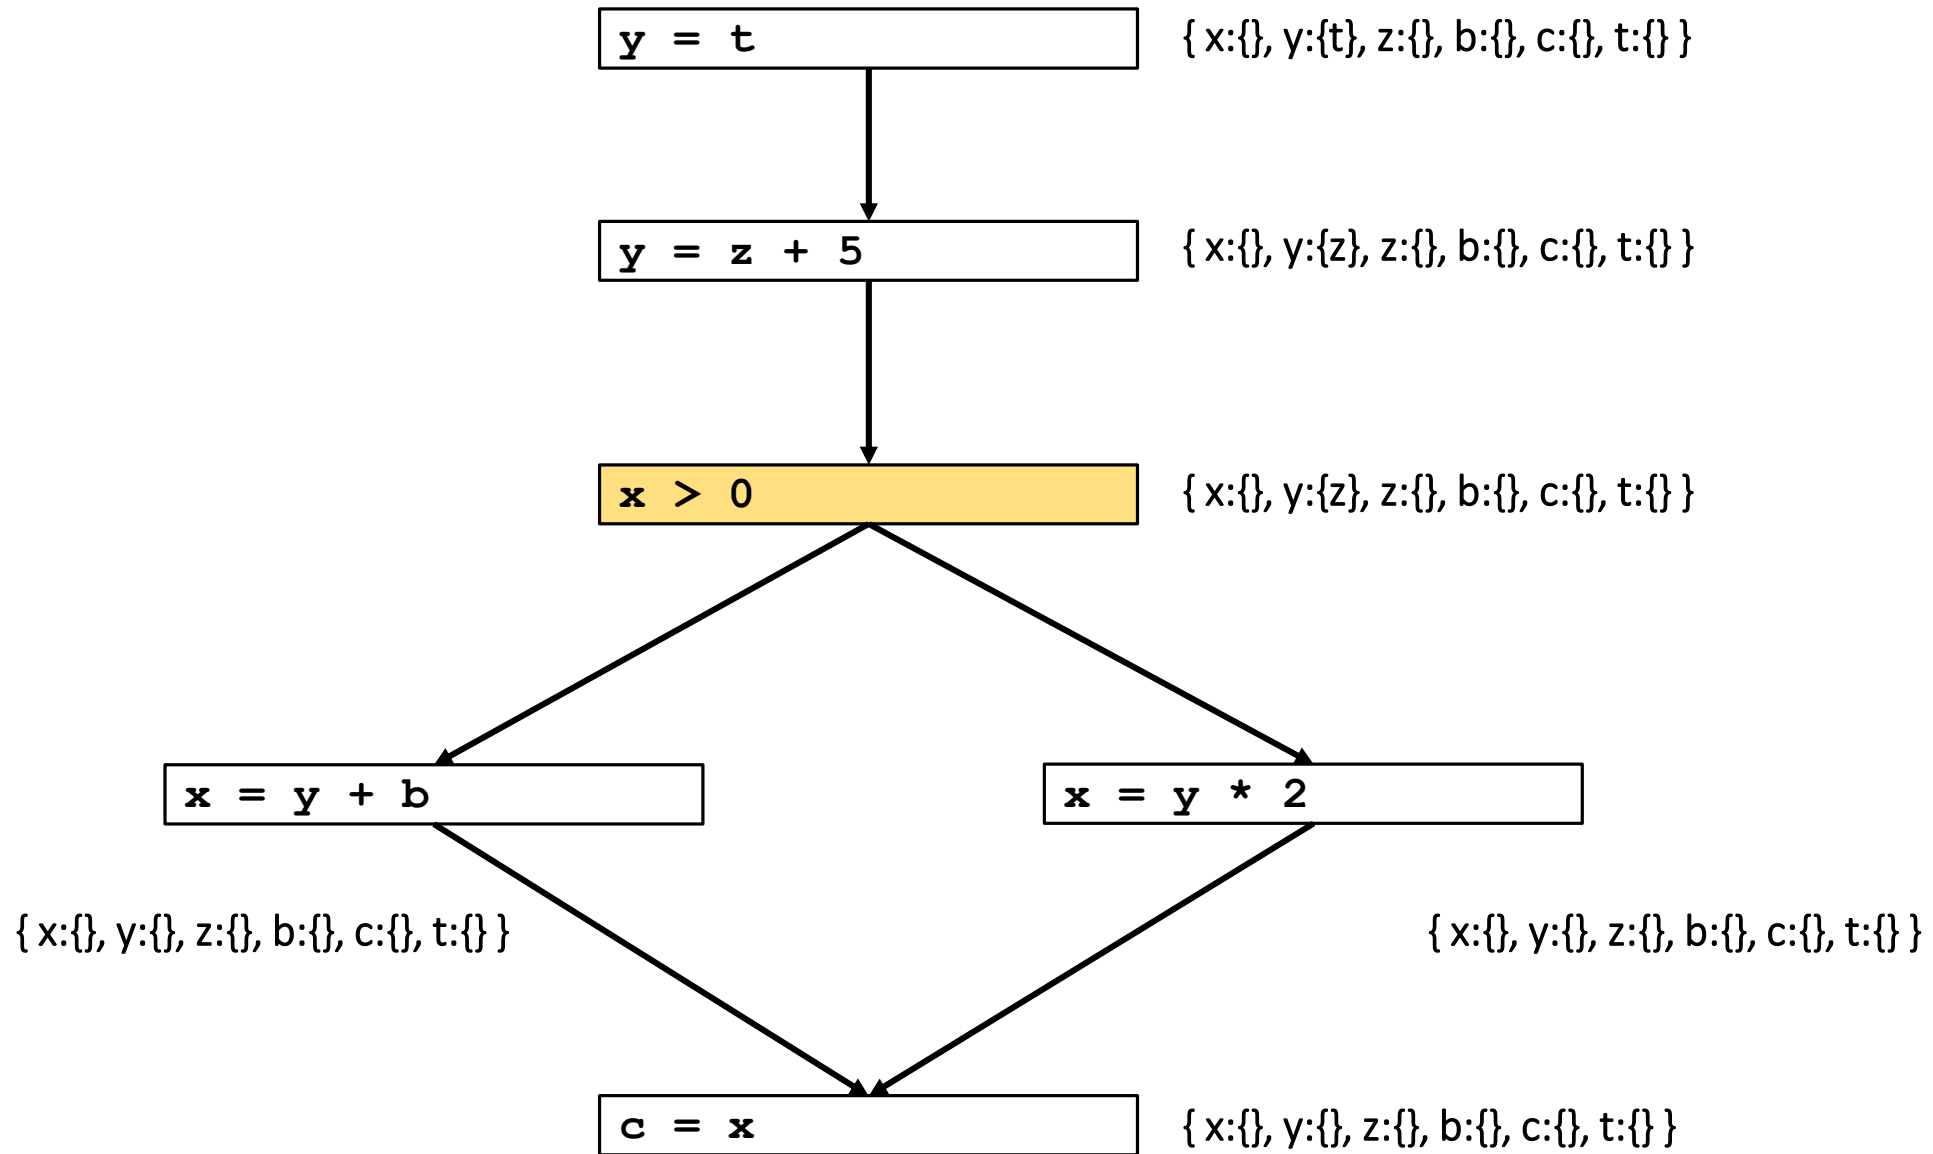 y = t
{ x:{}, y:{t}, z:{}, b:{}, c:{}, t:{} }
y = z + 5
{ x:{}, y:{z}, z:{}, b:{}, c:{}, t:{} }
x > 0
{ x:{}, y:{z}, z:{}, b:{}, c:{}, t:{} }
x = y + b
x = y * 2
{ x:{}, y:{}, z:{}, b:{}, c:{}, t:{} }
{ x:{}, y:{}, z:{}, b:{}, c:{}, t:{} }
c = x
{ x:{}, y:{}, z:{}, b:{}, c:{}, t:{} }